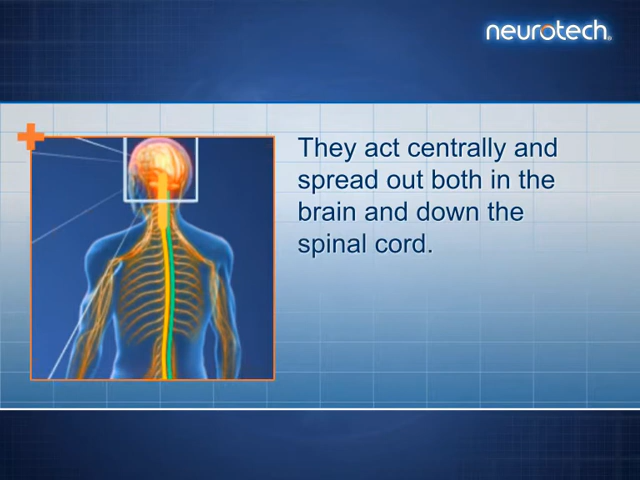 neurotech
They act centrally and
spread out both in the
brain and down the
spinal cord.